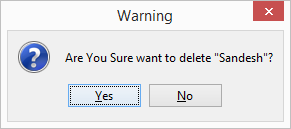 Warning
Are You Sure want to delete "Sandesh"?
Yes
No